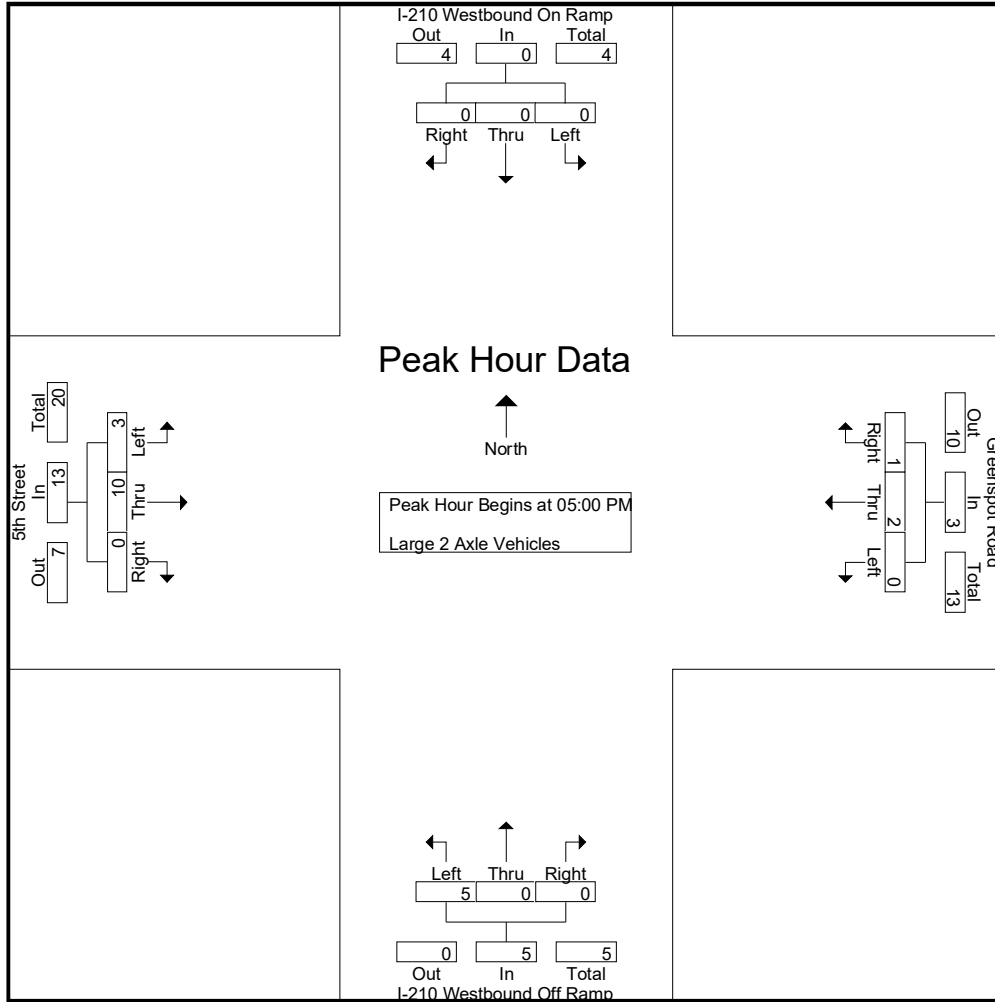 I-210 Westbound On Ramp
Out In Total
4 0 4
0 0 0
Right Thru Left
Peak Hour Data
North
Peak Hour Begins at 05:00 PM
Large 2 Axle Vehicles
5th Street
Total In Out
20 13 7
3 10 0
Left Thru Right
Right Thru Left
1 2 0
10 3 13
Out In Total
Greenspot Road
Left Thru Right
5 0 0
0 5 5
Out In Total
I-210 Westbound Off Ramp